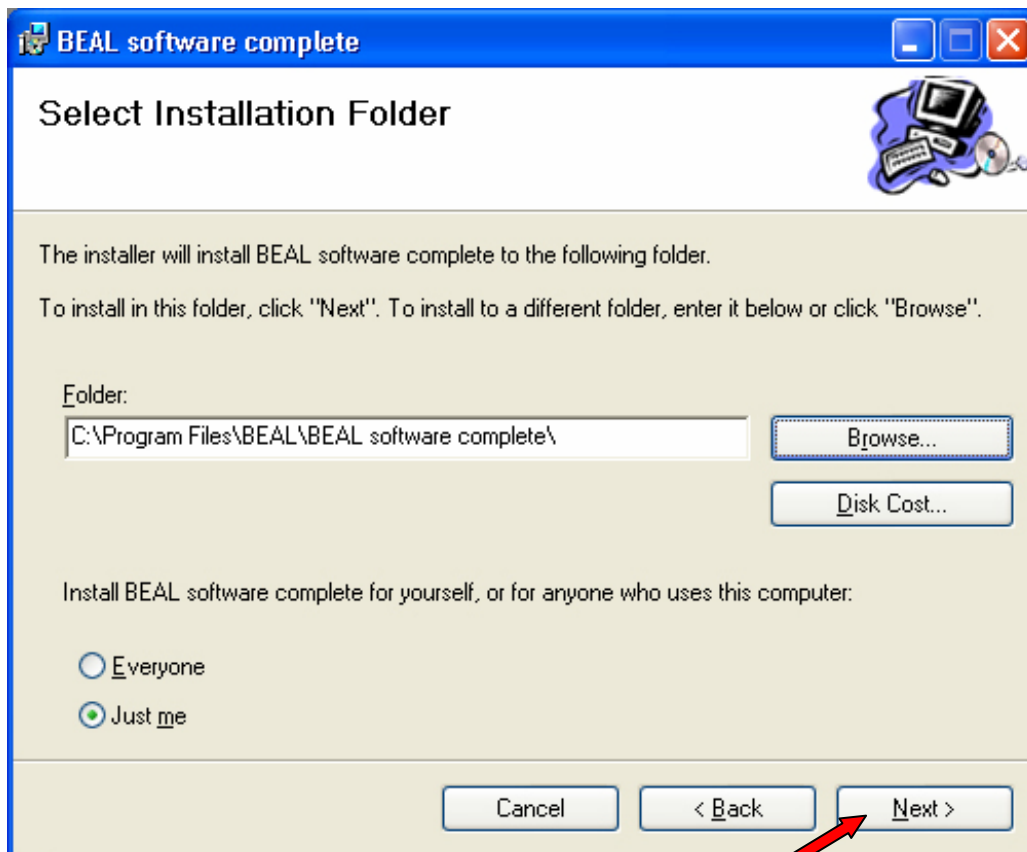 BEAL software complete
Select Installation Folder
The installer will install BEAL software complete to the following folder.
To install in this folder, click "Next". To install to a different folder, enter it below or click "Browse".
Folder:
C:\Program Files\BEAL\BEAL software complete\
Browse...
Disk Cost...
Install BEAL software complete for yourself, or for anyone who uses this computer:
Everyone
Just me
Cancel
< Back
Next >